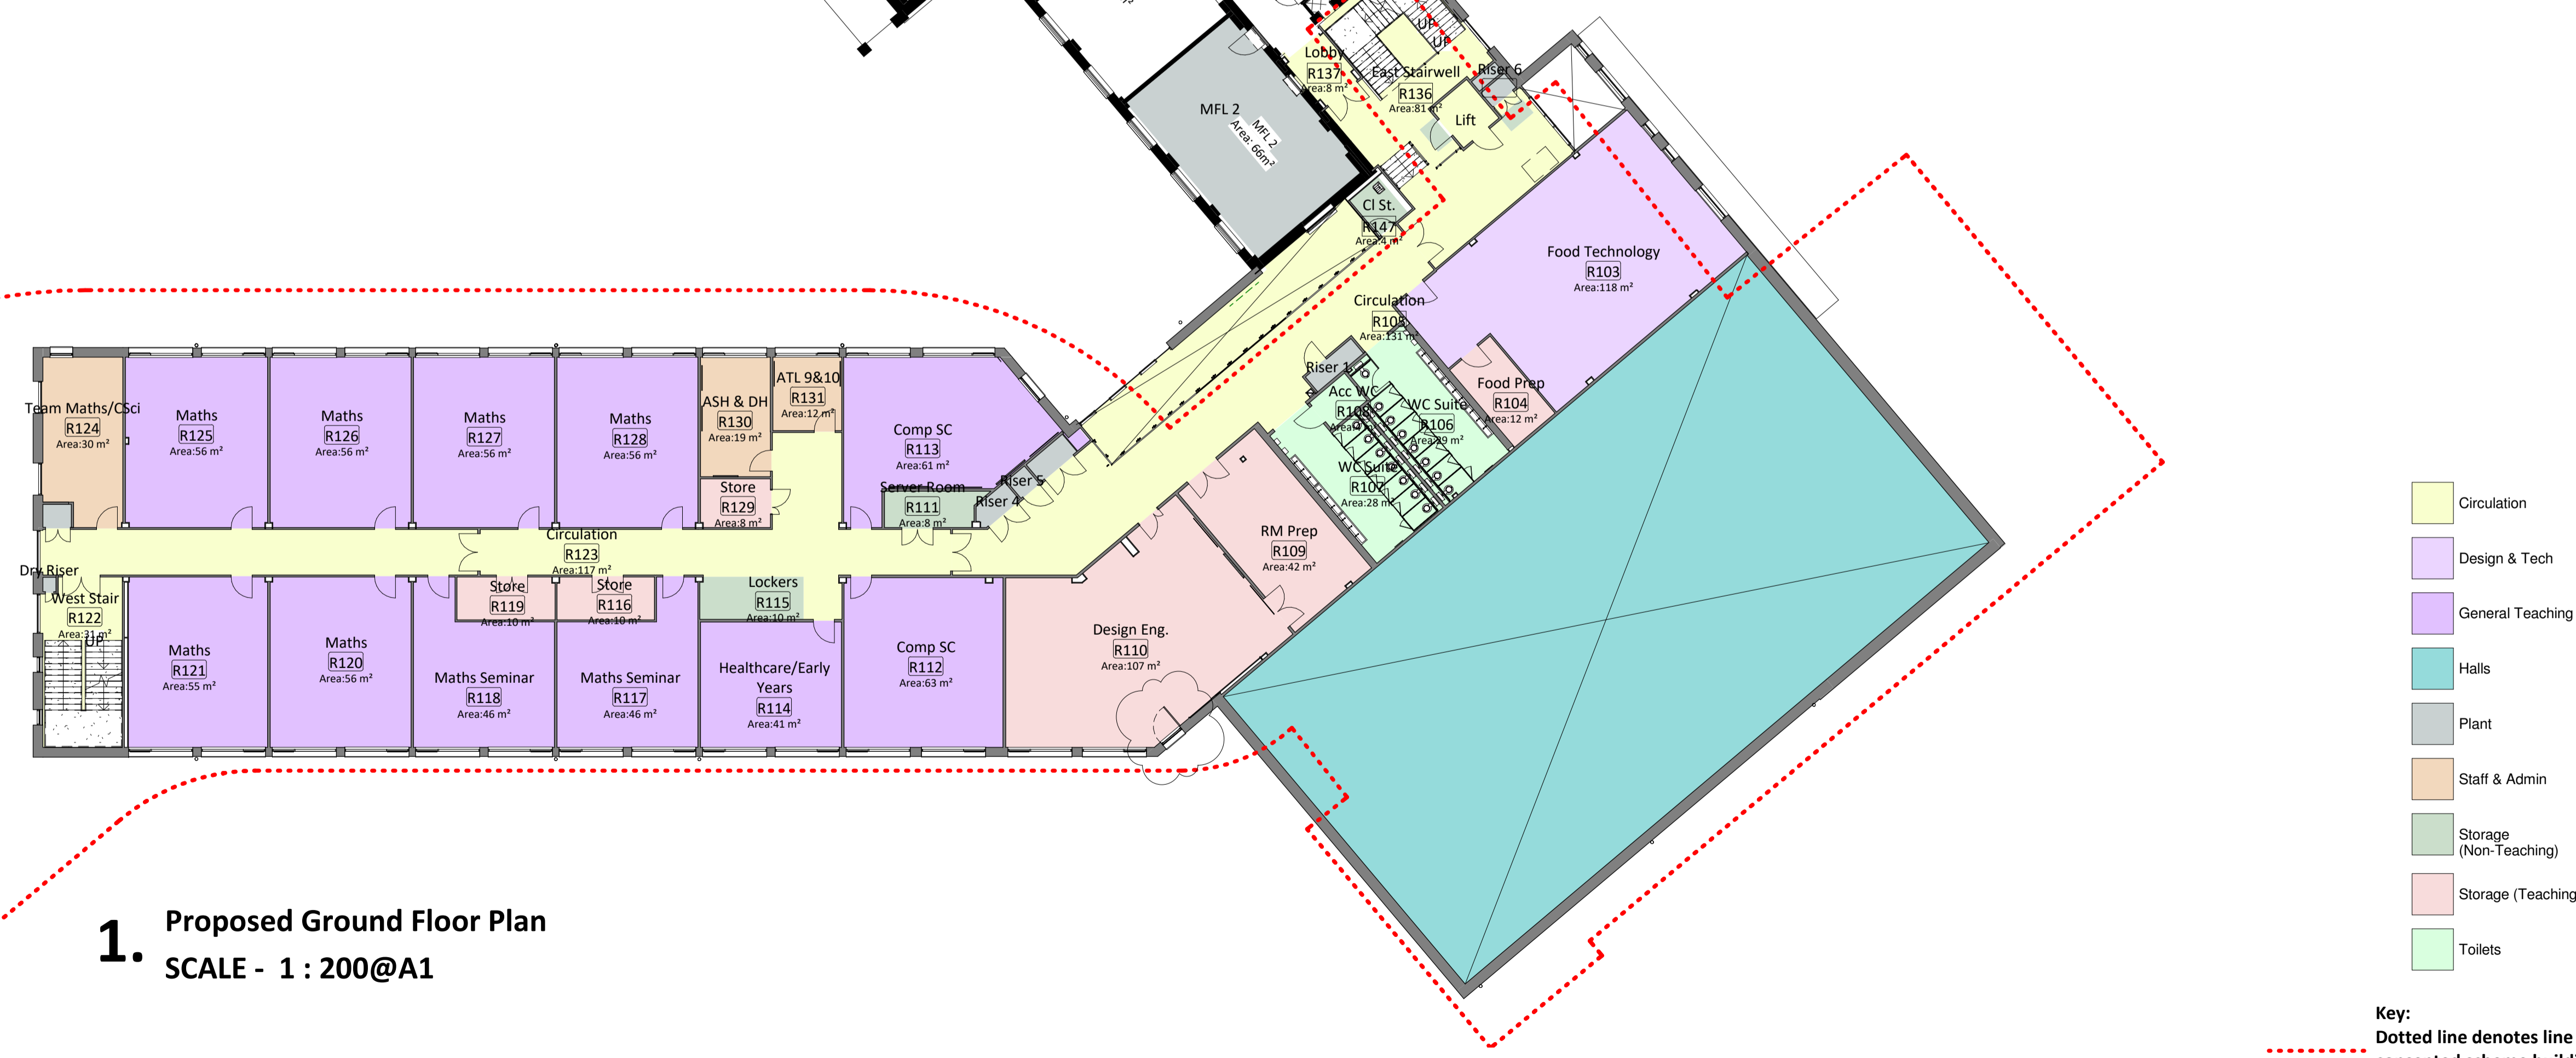 UP
UP
Lobby
R137
Area:8 m²
East Stairwell
R136
Area:81 m²
Riser 6
Lift
MFL 2
MFL 2
Area: 66m²
Cl St.
R147
Area:4 m²
Food Technology
R103
Area:118 m²
Circulation
R105
Area:131 m²
Riser 1
Acc WC
R108
WC Suite
R106
Area:29 m²
Food Prep
R104
Area:12 m²
WC Suite
R107
Area:28 m²
RM Prep
R109
Area:42 m²
Team Maths/CSci
R124
Area:30 m²
Maths
R125
Area:56 m²
Maths
R126
Area:56 m²
Maths
R127
Area:56 m²
Maths
R128
Area:56 m²
ASH & DH
R130
Area:19 m²
ATL 9&10
R131
Area:12 m²
Store
R129
Area:8 m²
Comp SC
R113
Area:61 m²
Server Room
R111
Area:8 m²
Riser 4
Riser 5
Circulation
R123
Area:117 m²
Dry Riser
West Stair
R122
Area:31 m²
UP
Maths
R121
Area:55 m²
Maths
R120
Area:56 m²
Store
R119
Area:10 m²
Store
R116
Area:10 m²
Maths Seminar
R118
Area:46 m²
Maths Seminar
R117
Area:46 m²
Lockers
R115
Area:10 m²
Healthcare/Early
Years
R114
Area:41 m²
Comp SC
R112
Area:63 m²
Design Eng.
R110
Area:107 m²
Circulation
Design & Tech
General Teaching
Halls
Plant
Staff & Admin
Storage
(Non-Teaching)
Storage (Teaching
Toilets
1.
Proposed Ground Floor Plan
SCALE - 1 : 200@A1
Key:
Dotted line denotes line